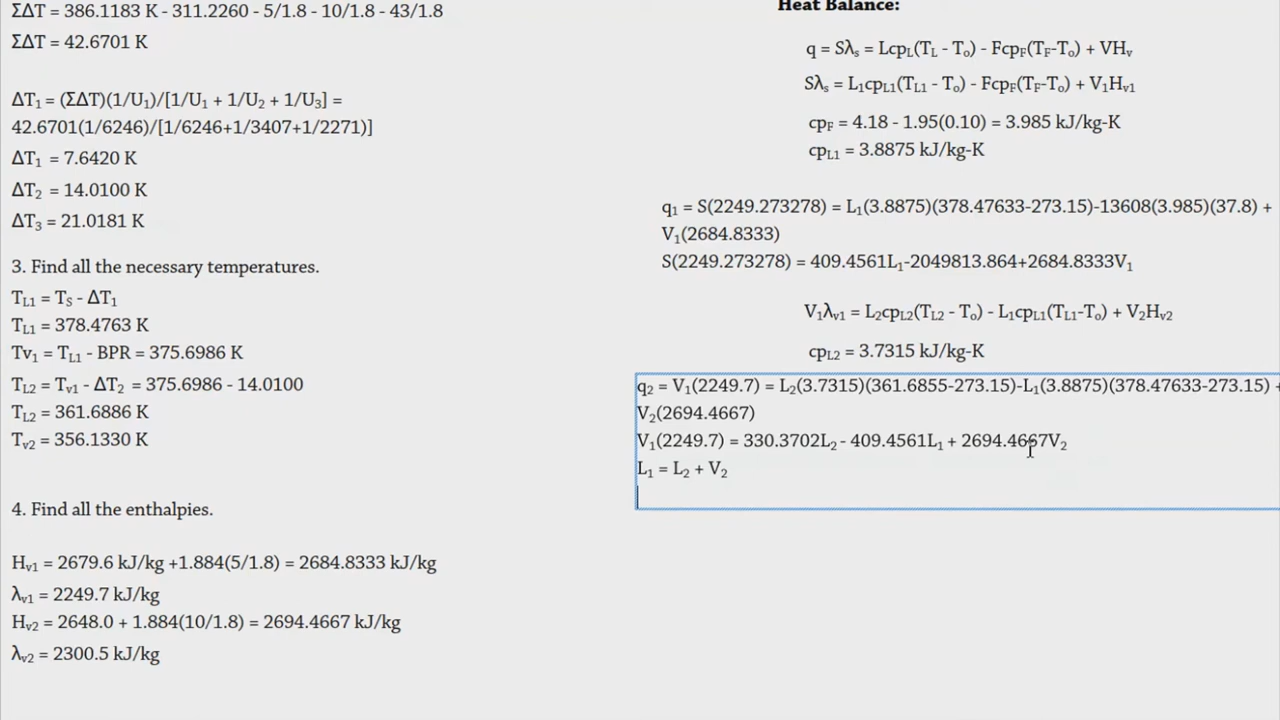 ΣΔT = 386.1183 K - 311.2260 - 5/1.8 - 10/1.8 - 43/1.8
ΣΔT = 42.6701 K
ΔT₁ = (ΣΔT)(1/U₁)/[1/U₁ + 1/U₂ + 1/U₃] =
42.6701(1/6246)/[1/6246+1/3407+1/2271)]
ΔT₁ = 7.6420 K
ΔT₂ = 14.0100 K
ΔT₃ = 21.0181 K
3. Find all the necessary temperatures.
T_L1 = T_S - ΔT₁
T_L1 = 378.4763 K
Tv₁ = T_L1 - BPR = 375.6986 K
T_L2 = T_v1 - ΔT₂ = 375.6986 - 14.0100
T_L2 = 361.6886 K
T_v2 = 356.1330 K
4. Find all the enthalpies.
H_v1 = 2679.6 kJ/kg +1.884(5/1.8) = 2684.8333 kJ/kg
λ_v1 = 2249.7 kJ/kg
H_v2 = 2648.0 + 1.884(10/1.8) = 2694.4667 kJ/kg
λ_v2 = 2300.5 kJ/kg
Heat Balance:
q = Sλ_s = Lcp_L(T_L - T_o) - Fcp_F(T_F-T_o) + VH_v
Sλ_s = L₁cp_L1(T_L1 - T_o) - Fcp_F(T_F-T_o) + V₁H_v1
cp_F = 4.18 - 1.95(0.10) = 3.985 kJ/kg-K
cp_L1 = 3.8875 kJ/kg-K
q₁ = S(2249.273278) = L₁(3.8875)(378.47633-273.15)-13608(3.985)(37.8) +
V₁(2684.8333)
S(2249.273278) = 409.4561L₁-2049813.864+2684.8333V₁
V₁λ_v1 = L₂cp_L2(T_L2 - T_o) - L₁cp_L1(T_L1-T_o) + V₂H_v2
cp_L2 = 3.7315 kJ/kg-K
q₂ = V₁(2249.7) = L₂(3.7315)(361.6855-273.15)-L₁(3.8875)(378.47633-273.15) +
V₂(2694.4667)
V₁(2249.7) = 330.3702L₂ - 409.4561L₁ + 2694.4667V₂
L₁ = L₂ + V₂